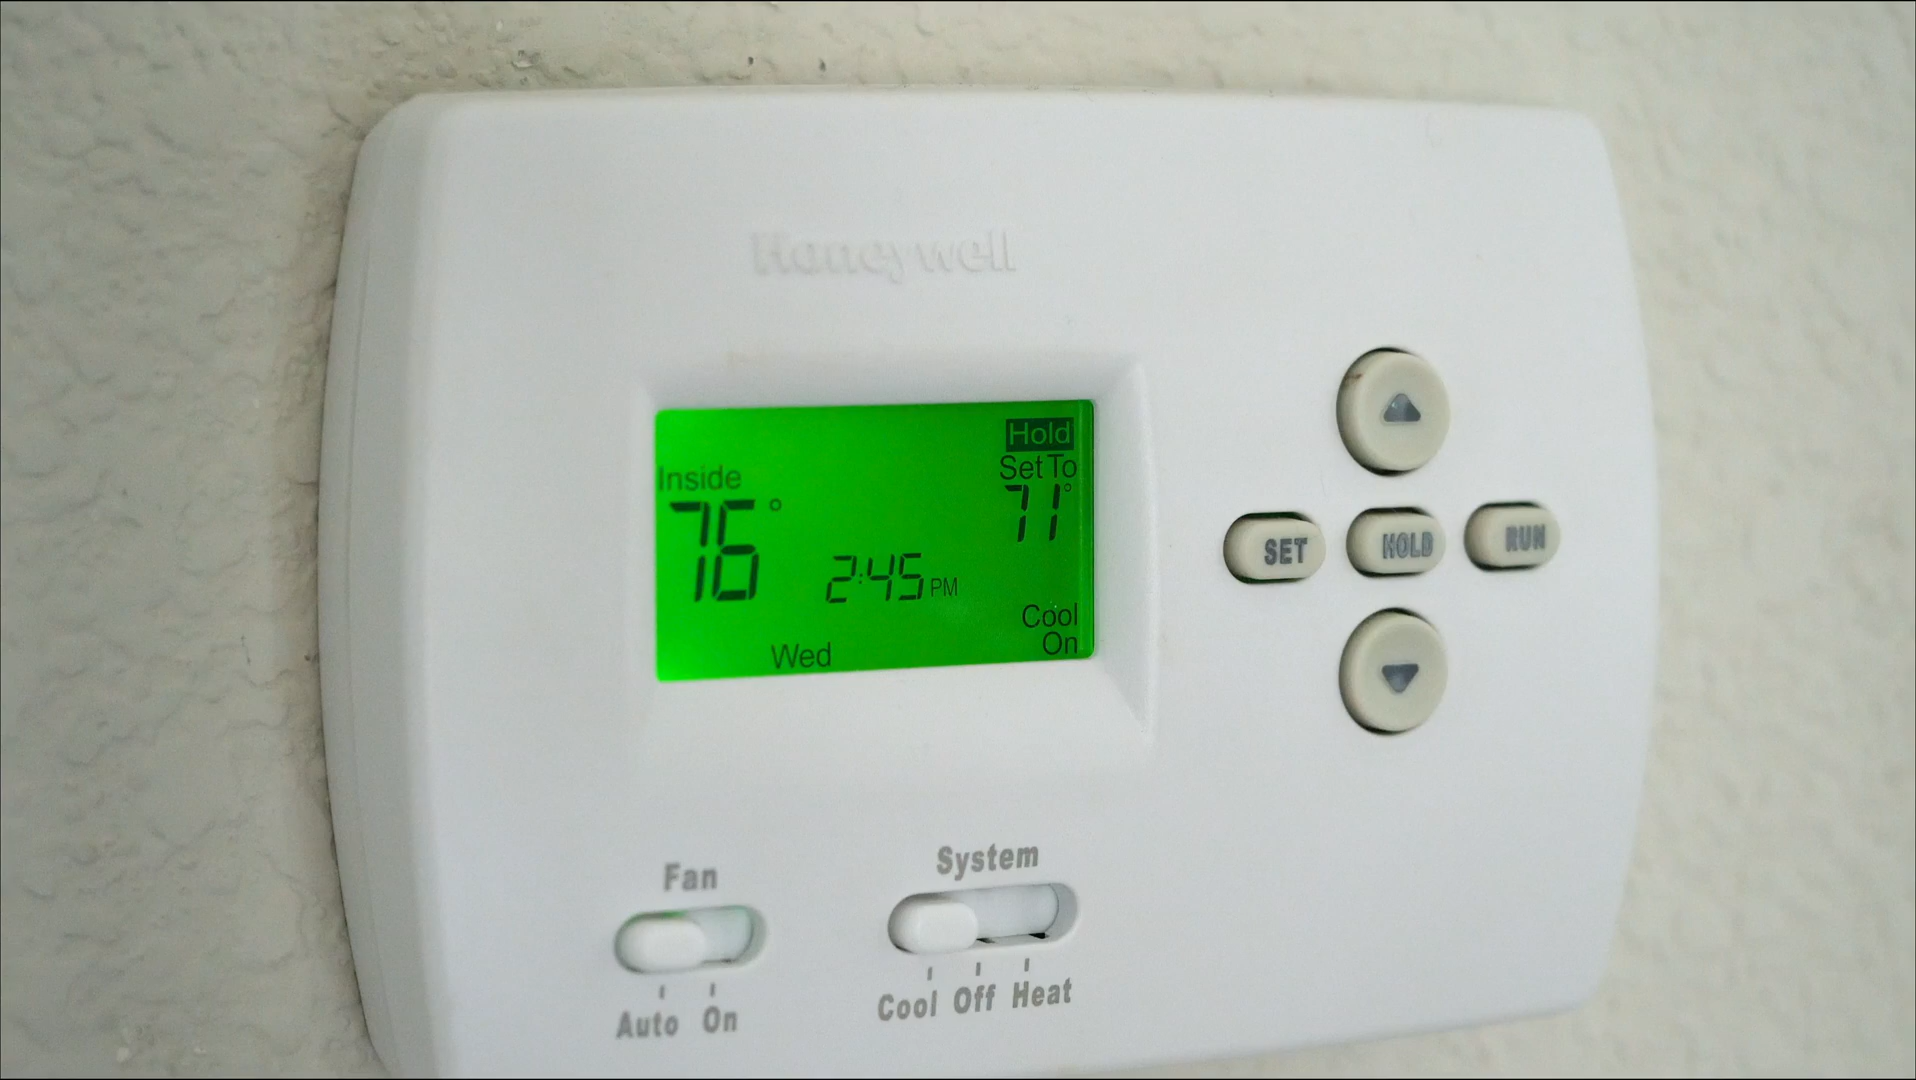 Honeywell
Hold
Inside
Set To
76°
71°
2:45 PM
Cool
On
Wed
SET
HOLD
RUN
Fan
System
Auto On
Cool Off Heat